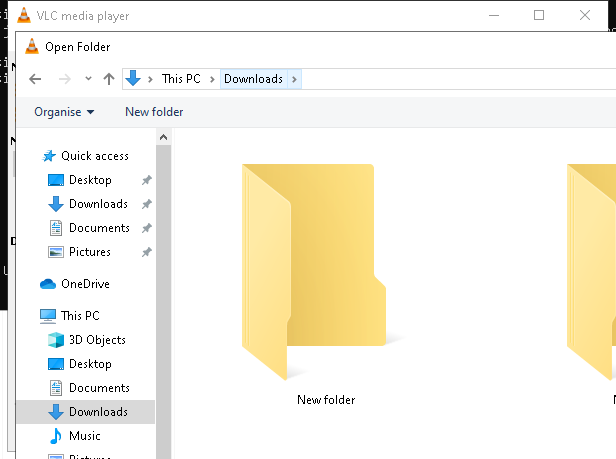 VLC media player
Open Folder
This PC
Downloads
Organise
New folder
Quick access
Desktop
Downloads
Documents
Pictures
OneDrive
This PC
3D Objects
Desktop
Documents
Downloads
Music
Pictures
New folder